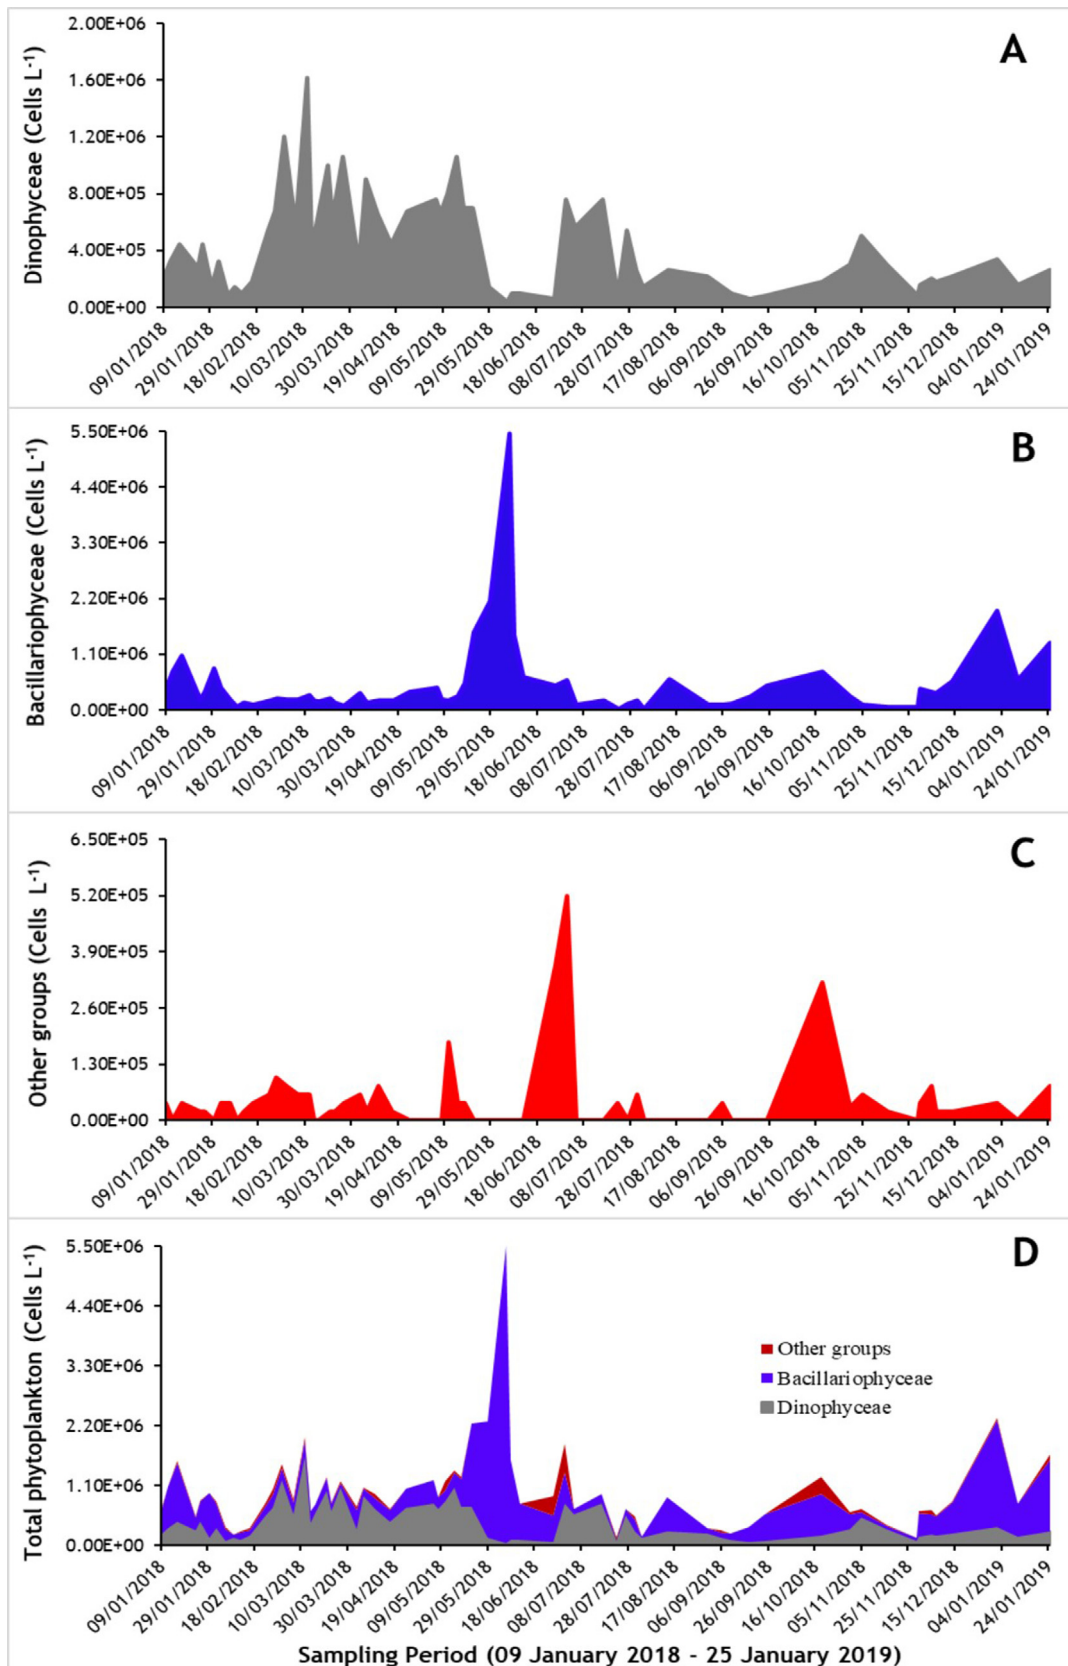 A
Dinophyceae (Cells L-1)
2.00E+06
1.60E+06
1.20E+06
8.00E+05
4.00E+05
0.00E+00
09/01/2018
29/01/2018
18/02/2018
10/03/2018
30/03/2018
19/04/2018
09/05/2018
29/05/2018
18/06/2018
08/07/2018
28/07/2018
17/08/2018
06/09/2018
26/09/2018
16/10/2018
05/11/2018
25/11/2018
15/12/2018
04/01/2019
24/01/2019
B
Bacillariophyceae (Cells L-1)
5.50E+06
4.40E+06
3.30E+06
2.20E+06
1.10E+06
0.00E+00
09/01/2018
29/01/2018
18/02/2018
10/03/2018
30/03/2018
19/04/2018
09/05/2018
29/05/2018
18/06/2018
08/07/2018
28/07/2018
17/08/2018
06/09/2018
26/09/2018
16/10/2018
05/11/2018
25/11/2018
15/12/2018
04/01/2019
24/01/2019
C
Other groups (Cells L-1)
6.50E+05
5.20E+05
3.90E+05
2.60E+05
1.30E+05
0.00E+00
09/01/2018
29/01/2018
18/02/2018
10/03/2018
30/03/2018
19/04/2018
09/05/2018
29/05/2018
18/06/2018
08/07/2018
28/07/2018
17/08/2018
06/09/2018
26/09/2018
16/10/2018
05/11/2018
25/11/2018
15/12/2018
04/01/2019
24/01/2019
D
Total phytoplankton (Cells L-1)
5.50E+06
4.40E+06
3.30E+06
2.20E+06
1.10E+06
0.00E+00
Other groups
Bacillariophyceae
Dinophyceae
09/01/2018
29/01/2018
18/02/2018
10/03/2018
30/03/2018
19/04/2018
09/05/2018
29/05/2018
18/06/2018
08/07/2018
28/07/2018
17/08/2018
06/09/2018
26/09/2018
16/10/2018
05/11/2018
25/11/2018
15/12/2018
04/01/2019
24/01/2019
Sampling Period (09 January 2018 - 25 January 2019)